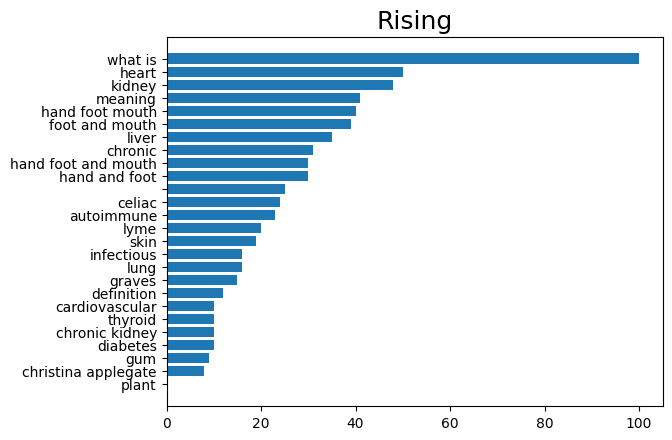 Rising
what is
heart
kidney
meaning
hand foot mouth
foot and mouth
liver
chronic
hand foot and mouth
hand and foot
celiac
autoimmune
lyme
skin
infectious
lung
graves
definition
cardiovascular
thyroid
chronic kidney
diabetes
gum
christina applegate
plant
0 20 40 60 80 100